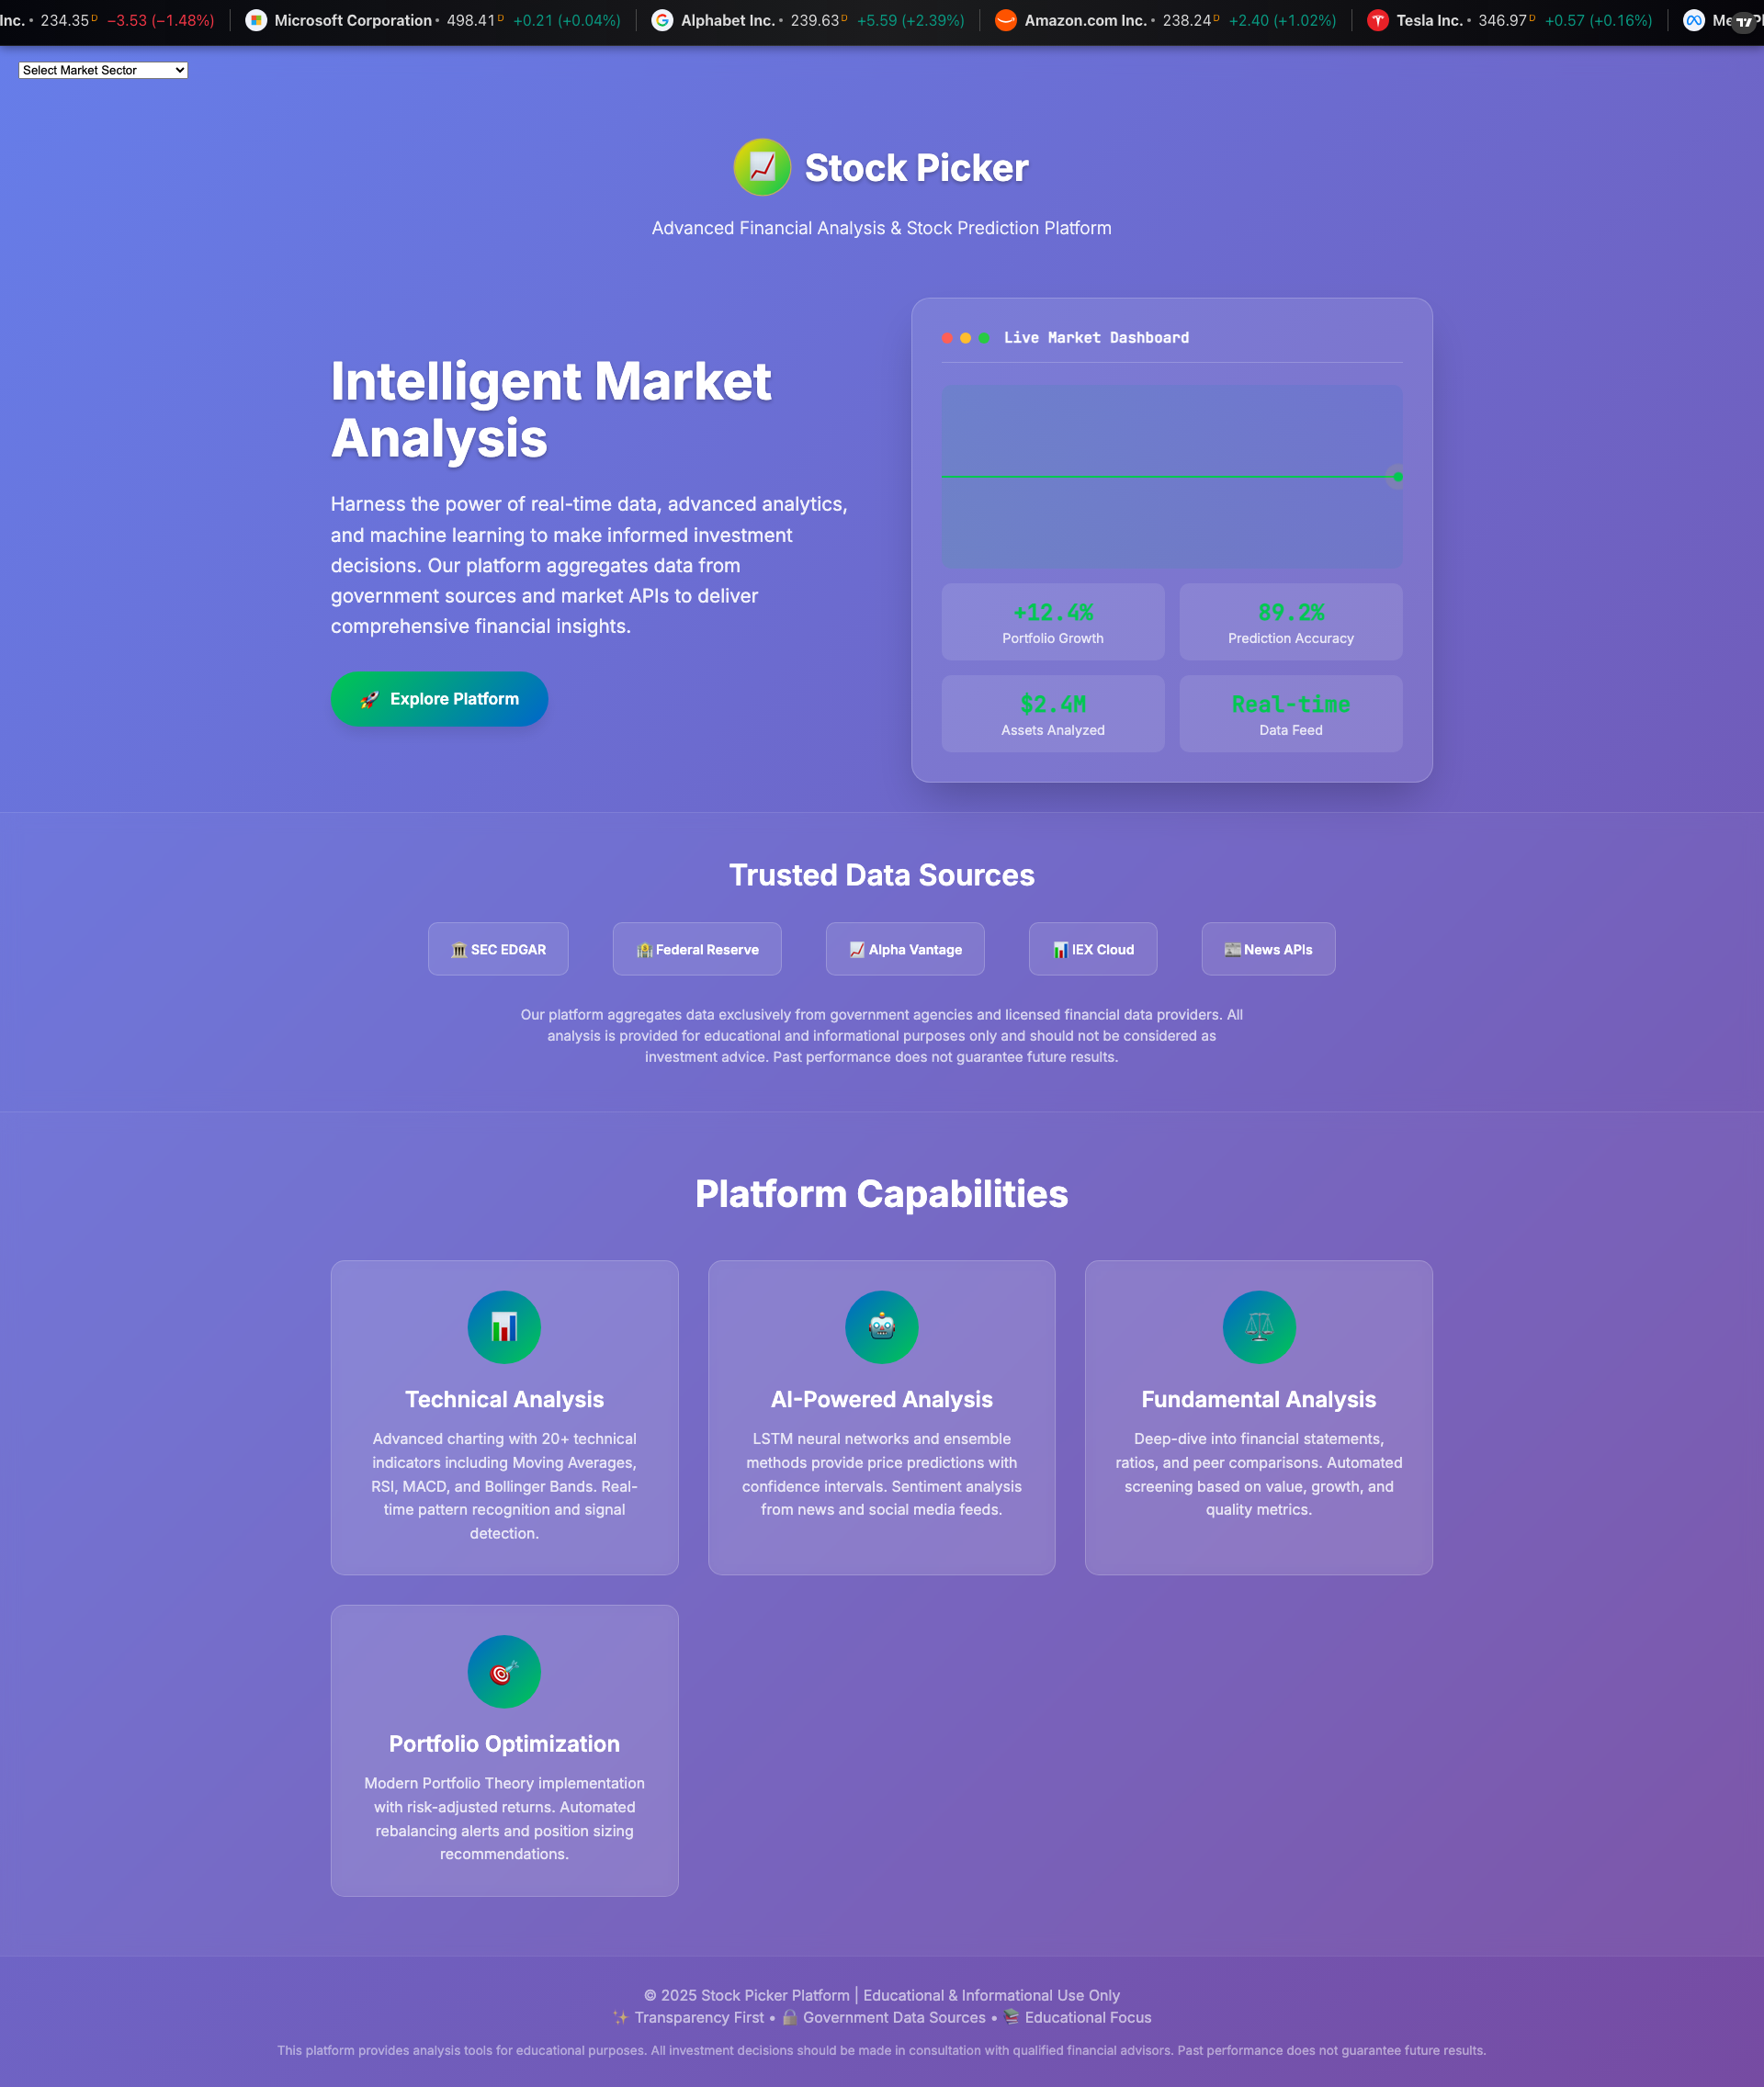 Inc. • 234.35 D −3.53 (−1.48%) Microsoft Corporation • 498.41 D +0.21 (+0.04%) Alphabet Inc. • 239.63 D +5.59 (+2.39%) Amazon.com Inc. • 238.24 D +2.40 (+1.02%) Tesla Inc. • 346.97 D +0.57 (+0.16%)
Select Market Sector
Stock Picker
Advanced Financial Analysis & Stock Prediction Platform
Intelligent Market
Analysis
Harness the power of real-time data, advanced analytics,
and machine learning to make informed investment
decisions. Our platform aggregates data from
government sources and market APIs to deliver
comprehensive financial insights.
🚀 Explore Platform
Live Market Dashboard
+12.4%
Portfolio Growth
89.2%
Prediction Accuracy
$2.4M
Assets Analyzed
Real-time
Data Feed
Trusted Data Sources
🏛️ SEC EDGAR
🏦 Federal Reserve
📈 Alpha Vantage
📊 IEX Cloud
📰 News APIs
Our platform aggregates data exclusively from government agencies and licensed financial data providers. All
analysis is provided for educational and informational purposes only and should not be considered as
investment advice. Past performance does not guarantee future results.
Platform Capabilities
Technical Analysis
Advanced charting with 20+ technical
indicators including Moving Averages,
RSI, MACD, and Bollinger Bands. Real-
time pattern recognition and signal
detection.
AI-Powered Analysis
LSTM neural networks and ensemble
methods provide price predictions with
confidence intervals. Sentiment analysis
from news and social media feeds.
Fundamental Analysis
Deep-dive into financial statements,
ratios, and peer comparisons. Automated
screening based on value, growth, and
quality metrics.
Portfolio Optimization
Modern Portfolio Theory implementation
with risk-adjusted returns. Automated
rebalancing alerts and position sizing
recommendations.
© 2025 Stock Picker Platform | Educational & Informational Use Only
✨ Transparency First • 🔒 Government Data Sources • 📚 Educational Focus
This platform provides analysis tools for educational purposes. All investment decisions should be made in consultation with qualified financial advisors. Past performance does not guarantee future results.